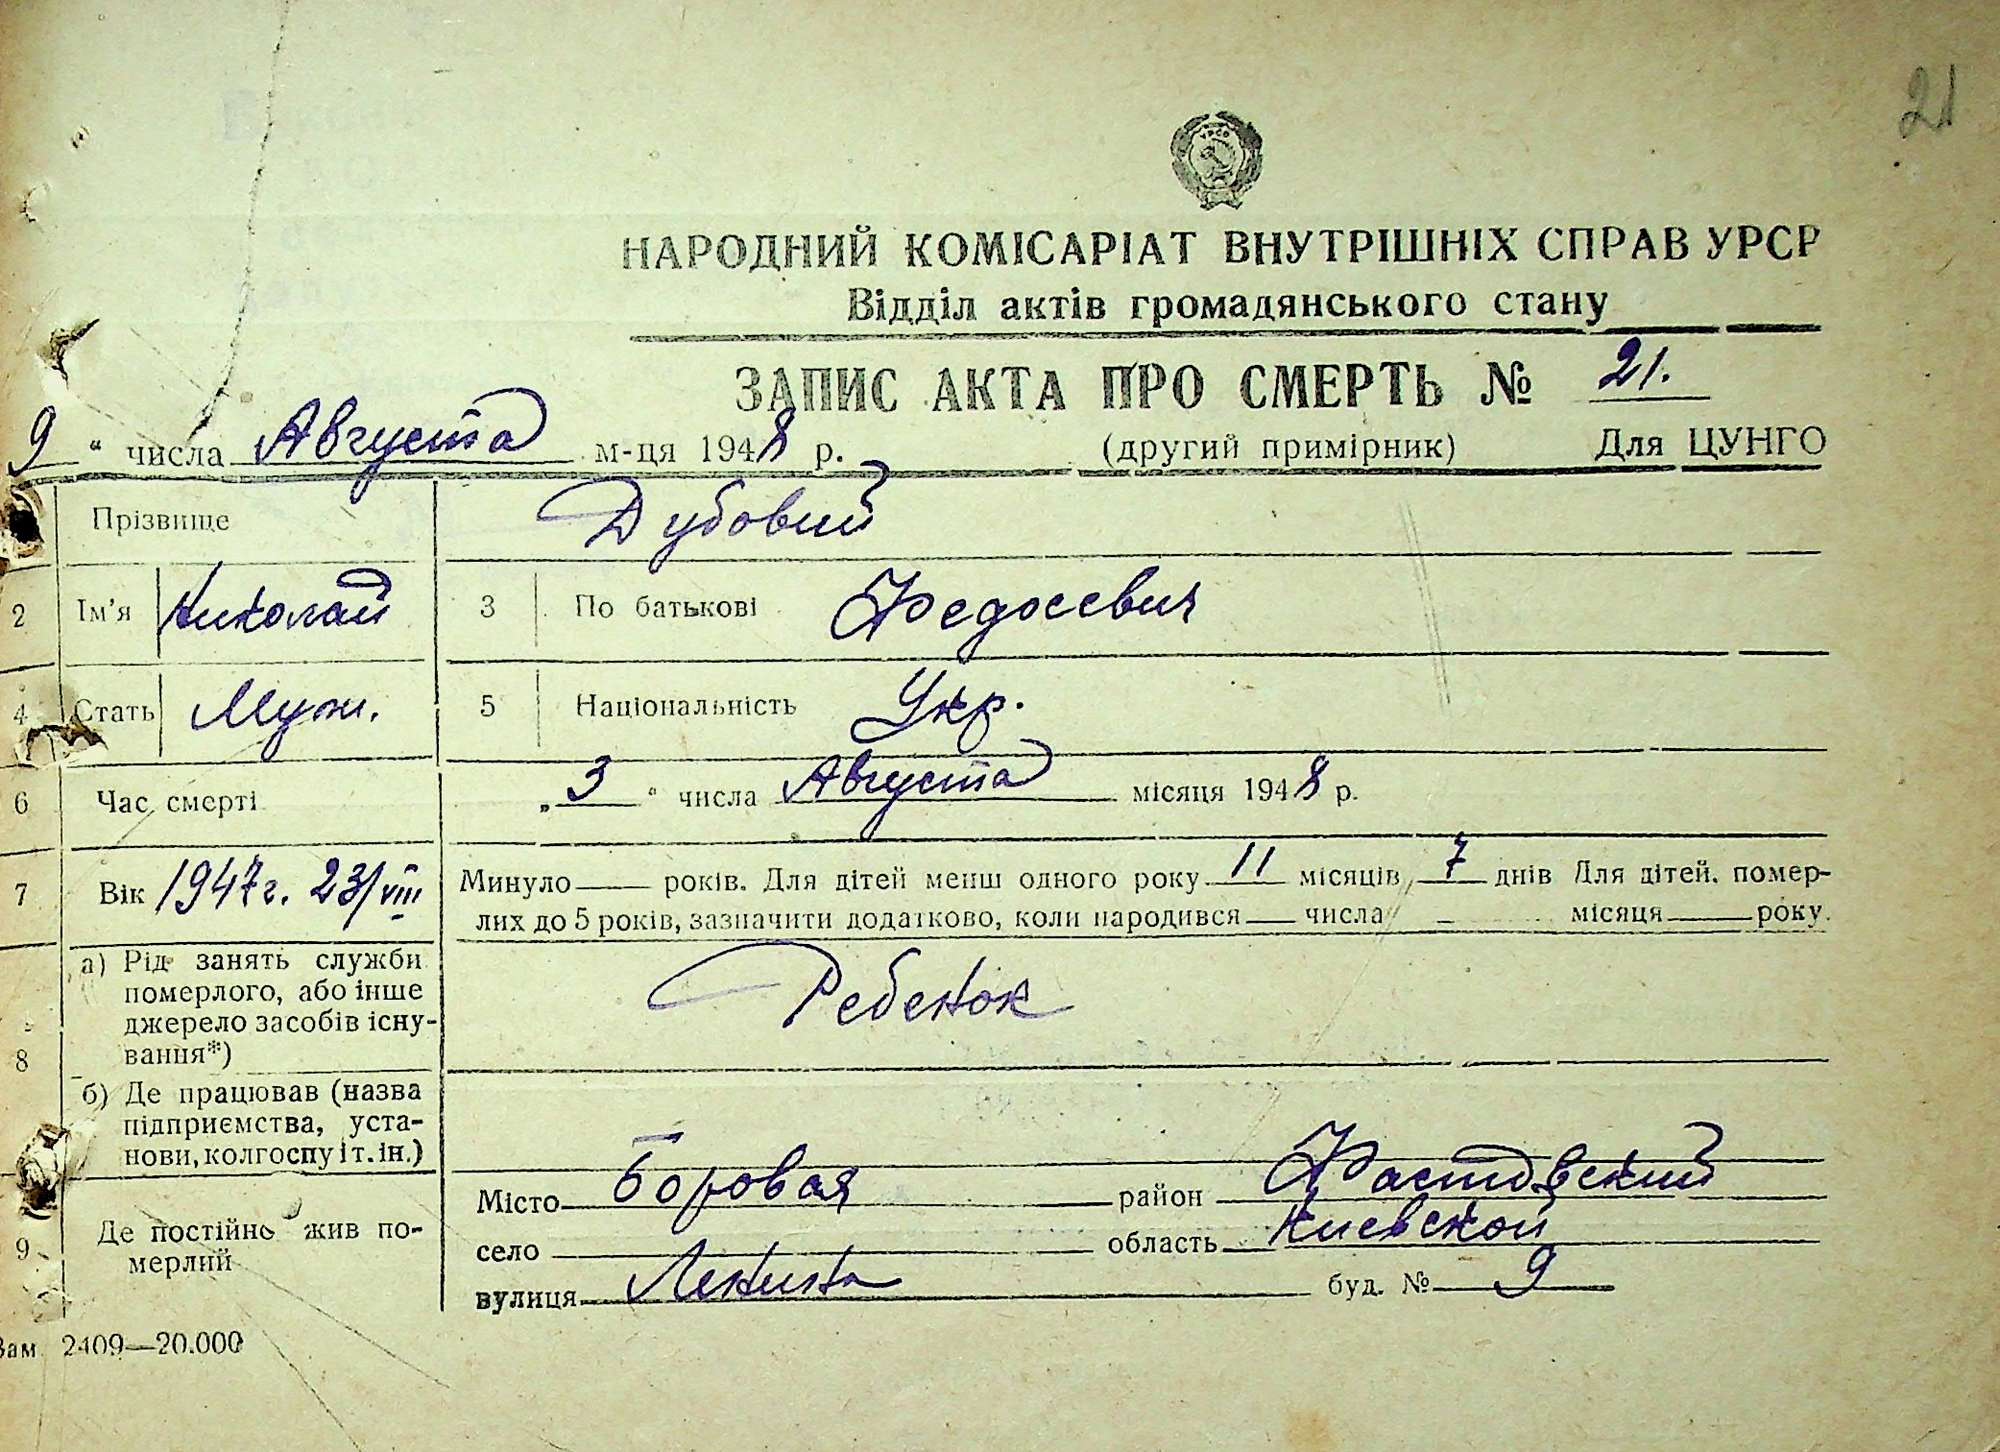 21
УРСР
НАРОДНИЙ КОМІСАРІАТ ВНУТРІШНІХ СПРАВ УРСР
Відділ актів громадянського стану
ЗАПИС АКТА ПРО СМЕРТЬ № 21.
9 “ числа Августа м-ця 1948 р. (другий примірник) Для ЦУНГО
Прізвище Дубовий
2 Ім’я Николай 3 По батькові Федосевич
4 Стать Муж. 5 Національність Укр.
6 Час смерті „3“ числа Августа місяця 1948 р.
7 Вік 1947 г. 23/VIII Минуло — років. Для дітей менш одного року 11 місяців, 7 днів Для дітей, помер-
лих до 5 років, зазначити додатково, коли народився — числа — місяця — року.
а) Рід занять служби
померлого, або інше
джерело засобів існу-
вання*) Ребенок
8
б) Де працював (назва
підприємства, уста-
нови, колгоспу і т. ін.)
Місто Боровая район Фастовский
9 Де постійно жив по-
мерлий
село — область Киевской
вулиця Ленина буд. № 9
Зам. 2409—20.000